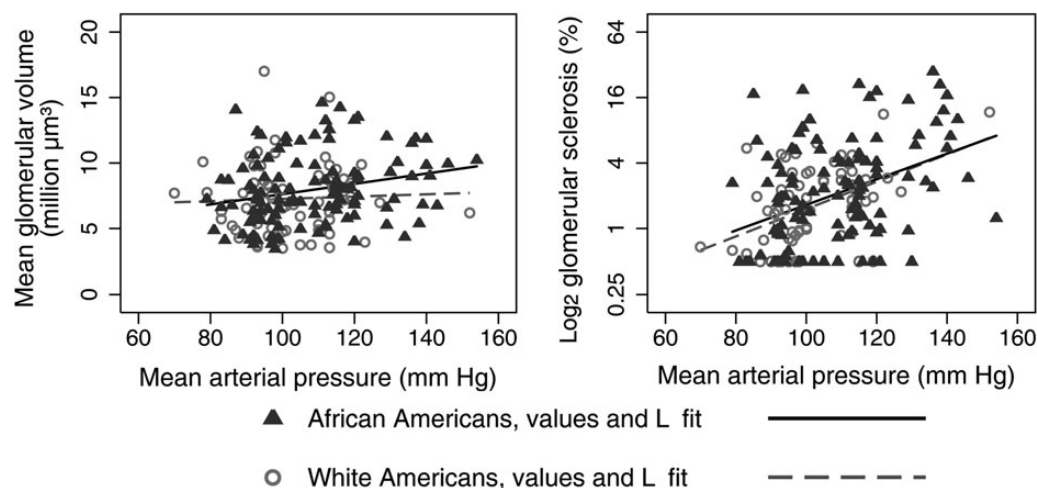 Mean glomerular volume
(million µm³)
20
15
10
5
0
60 80 100 120 140 160
Mean arterial pressure (mm Hg)
Log2 glomerular sclerosis (%)
64
16
4
1
0.25
60 80 100 120 140 160
Mean arterial pressure (mm Hg)
African Americans, values and L fit
White Americans, values and L fit